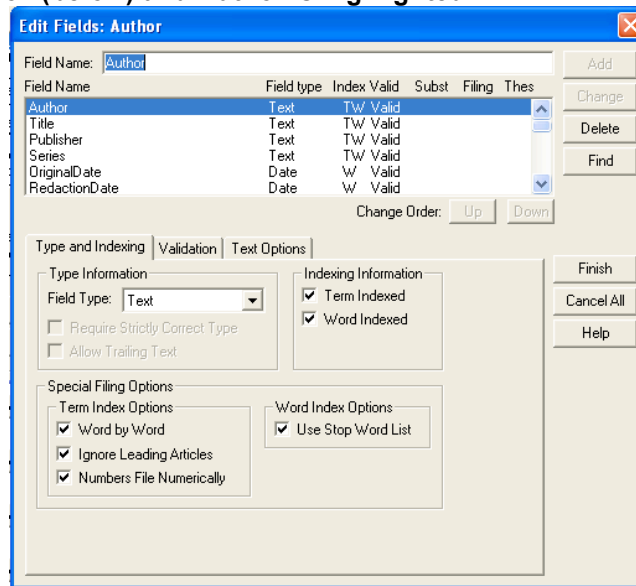 Edit Fields: Author
Field Name: Author
Add
Field Name Field type Index Valid Subst Filing Thes
Change
Author Text TW Valid
Title Text TW Valid
Delete
Publisher Text TW Valid
Series Text TW Valid
Find
OriginalDate Date W Valid
RedactionDate Date W Valid
Change Order: Up Down
Type and Indexing Validation Text Options
Type Information Indexing Information
Finish
Field Type: Text
Term Indexed
Cancel All
Word Indexed
Require Strictly Correct Type
Help
Allow Trailing Text
Special Filing Options
Term Index Options Word Index Options
Word by Word Use Stop Word List
Ignore Leading Articles
Numbers File Numerically